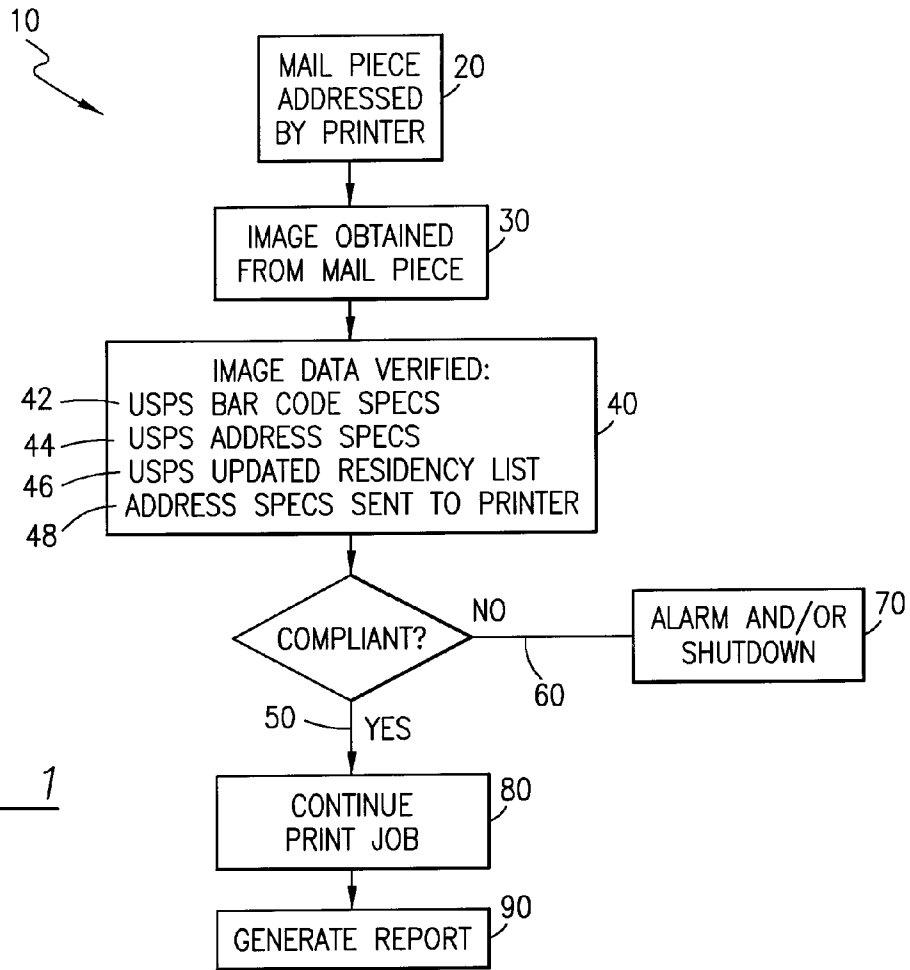 10
MAIL PIECE
ADDRESSED
BY PRINTER
20
IMAGE OBTAINED
FROM MAIL PIECE
30
IMAGE DATA VERIFIED:
42 USPS BAR CODE SPECS
40
44 USPS ADDRESS SPECS
46 USPS UPDATED RESIDENCY LIST
48 ADDRESS SPECS SENT TO PRINTER
COMPLIANT?
NO
60
ALARM AND/OR
SHUTDOWN
70
50 YES
1
CONTINUE
PRINT JOB
80
GENERATE REPORT
90